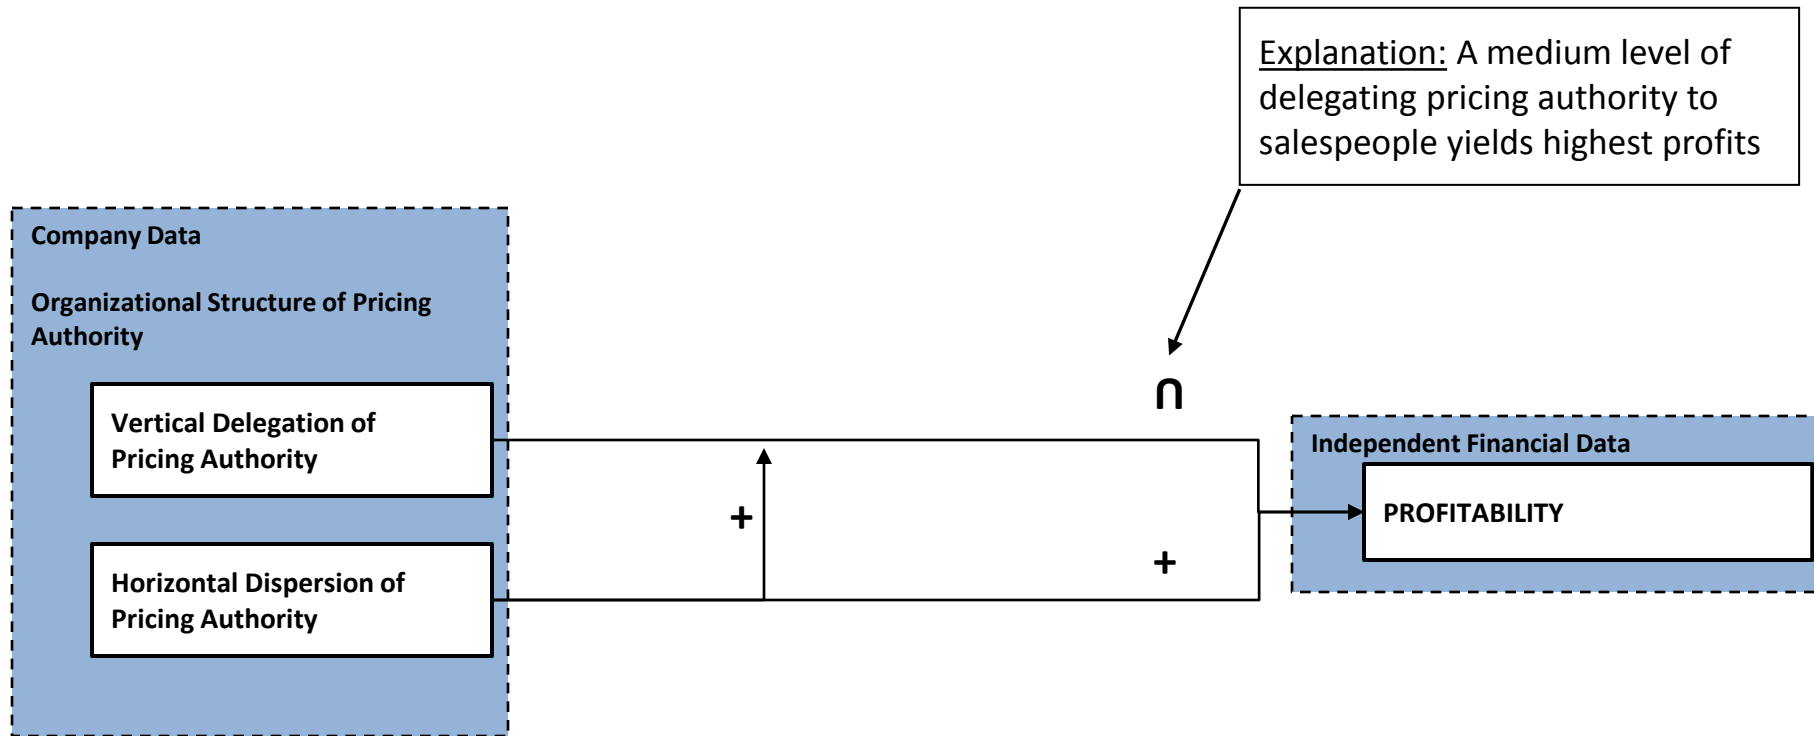 Explanation: A medium level of
delegating pricing authority to
salespeople yields highest profits
Company Data
Organizational Structure of Pricing
Authority
Vertical Delegation of
Pricing Authority
Horizontal Dispersion of
Pricing Authority
+
∩
+
Independent Financial Data
PROFITABILITY